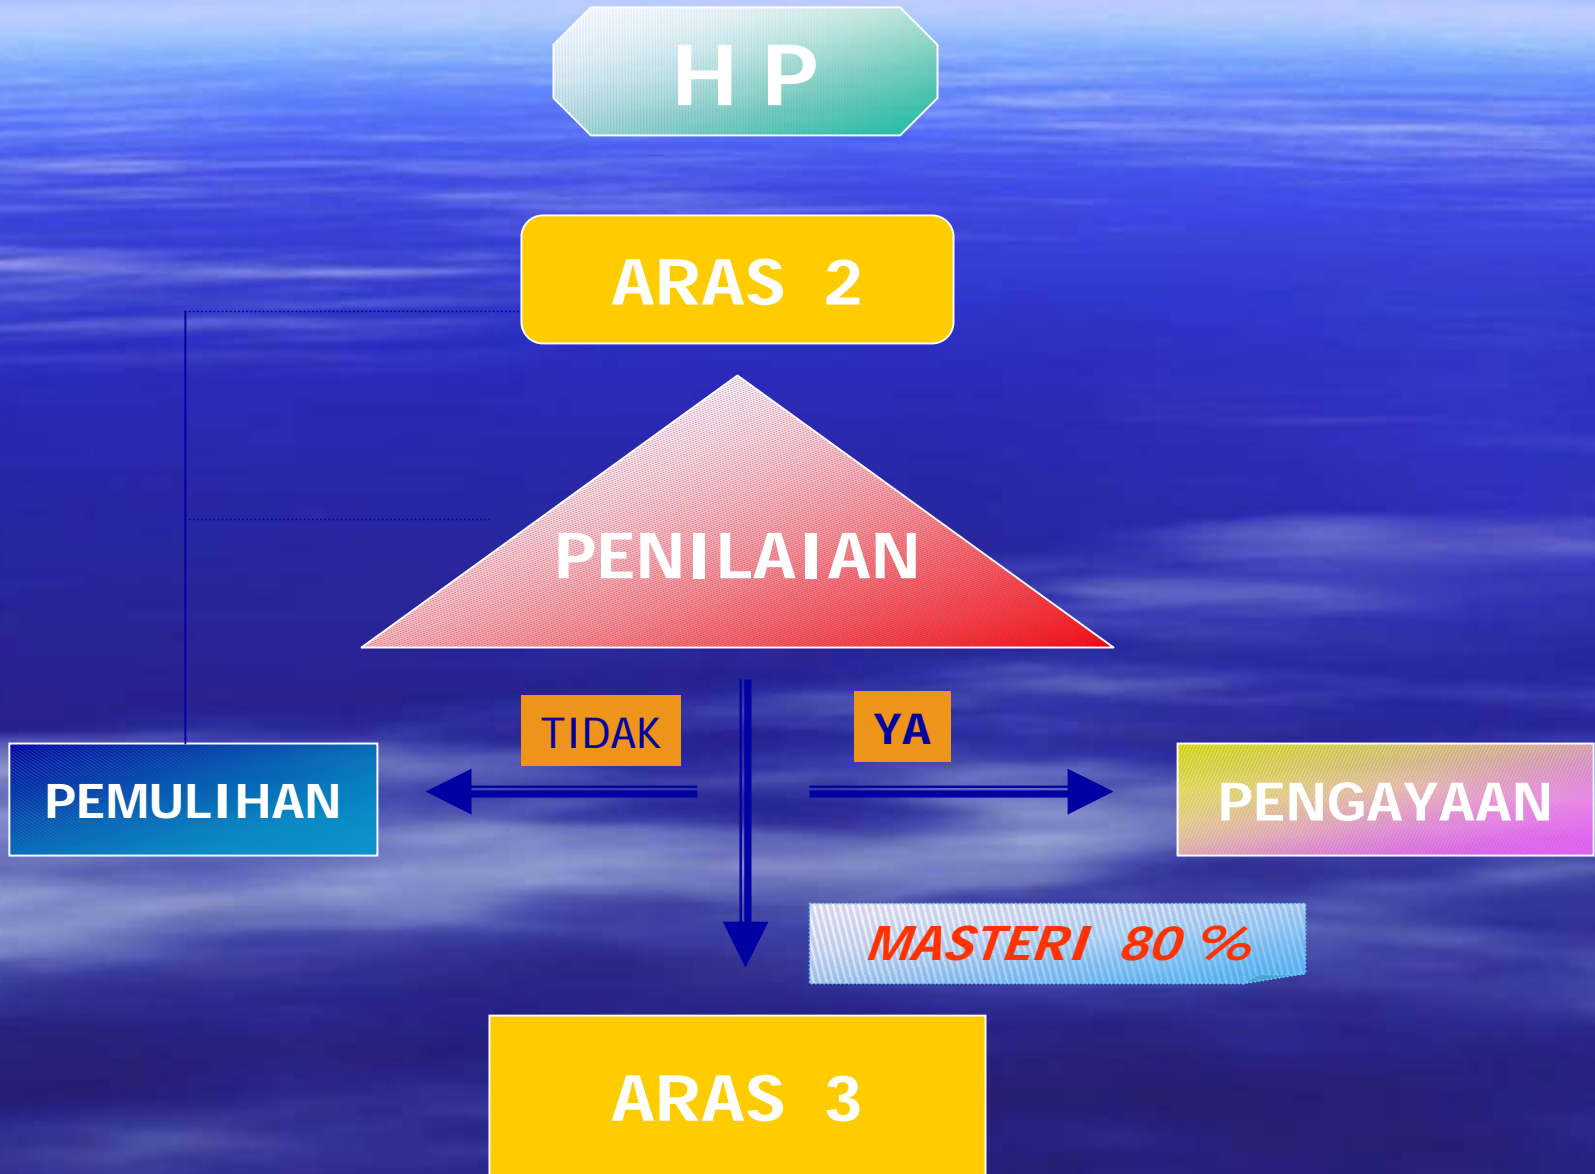 H P
ARAS 2
PENILAIAN
TIDAK
YA
PEMULIHAN
PENGAYAAN
MASTERI 80 %
ARAS 3